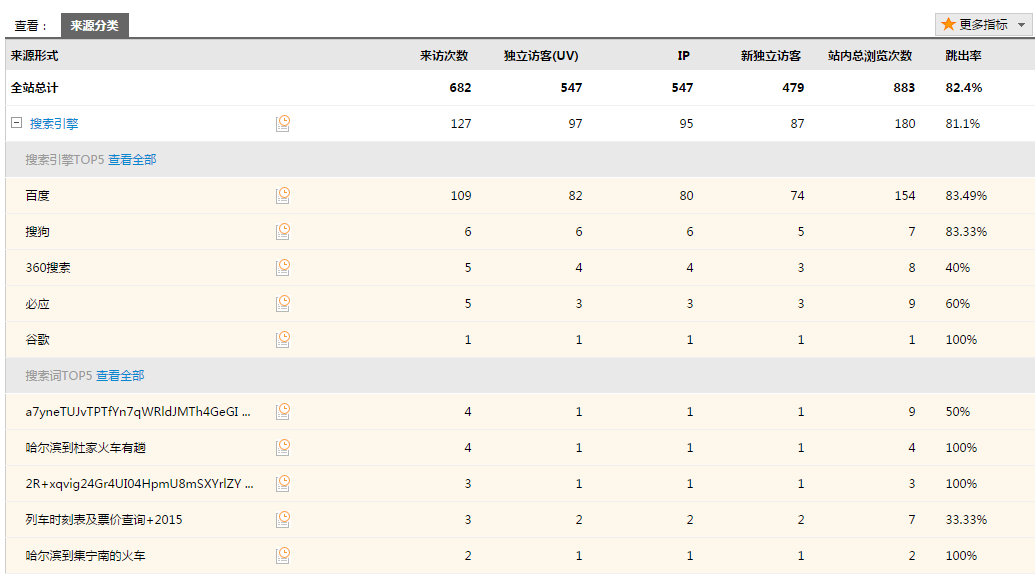 查看： 来源分类 更多指标
来源形式 来访次数 独立访客(UV) IP 新独立访客 站内总浏览次数 跳出率
全站总计 682 547 547 479 883 82.4%
搜索引擎 127 97 95 87 180 81.1%
搜索引擎TOP5 查看全部
百度 109 82 80 74 154 83.49%
搜狗 6 6 6 5 7 83.33%
360搜索 5 4 4 3 8 40%
必应 5 3 3 3 9 60%
谷歌 1 1 1 1 1 100%
搜索词TOP5 查看全部
a7yneTUJvTPTfYn7qWRldJMTh4GeGI ... 4 1 1 1 9 50%
哈尔滨到杜家火车有趟 4 1 1 1 4 100%
2R+xqvig24Gr4UI04HpmU8mSXYrlZY ... 3 1 1 1 3 100%
列车时刻表及票价查询+2015 3 2 2 2 7 33.33%
哈尔滨到集宁南的火车 2 1 1 1 2 100%